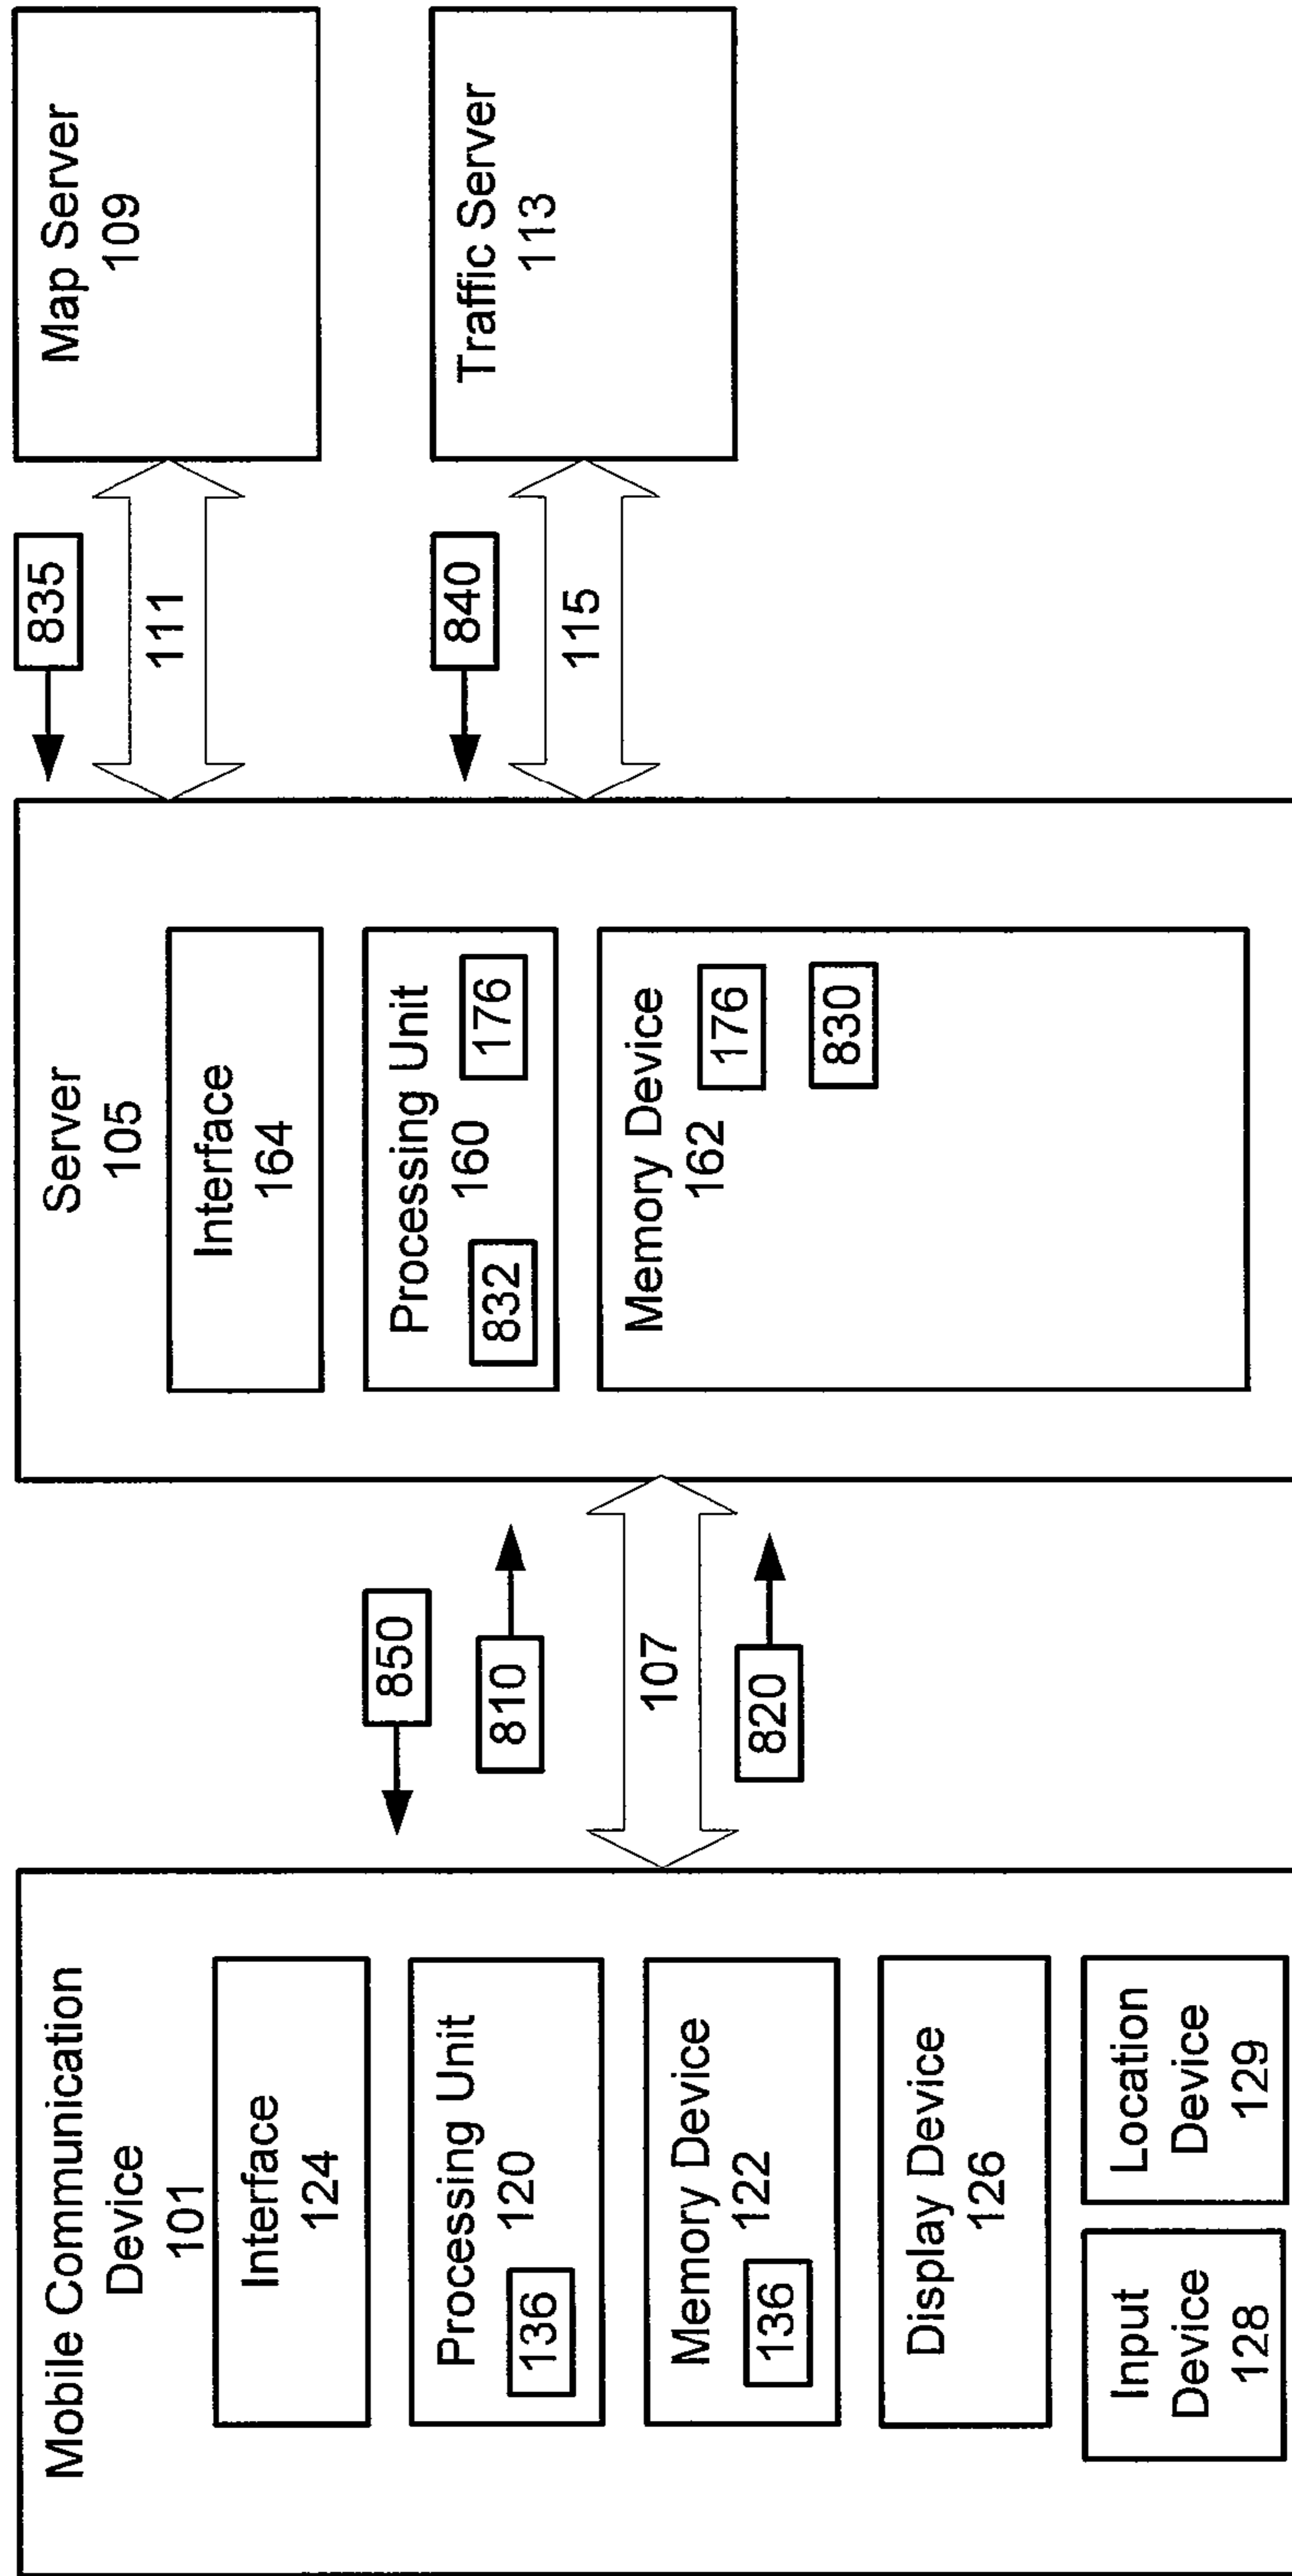 Mobile Communication
Device
101
Interface
124
Processing Unit
120
136
Memory Device
122
136
Display Device
126
Input
Device
128
Location
Device
129
850
810
107
820
Server
105
Interface
164
Processing Unit
160
832
176
Memory Device
162
176
830
835
111
840
115
Map Server
109
Traffic Server
113